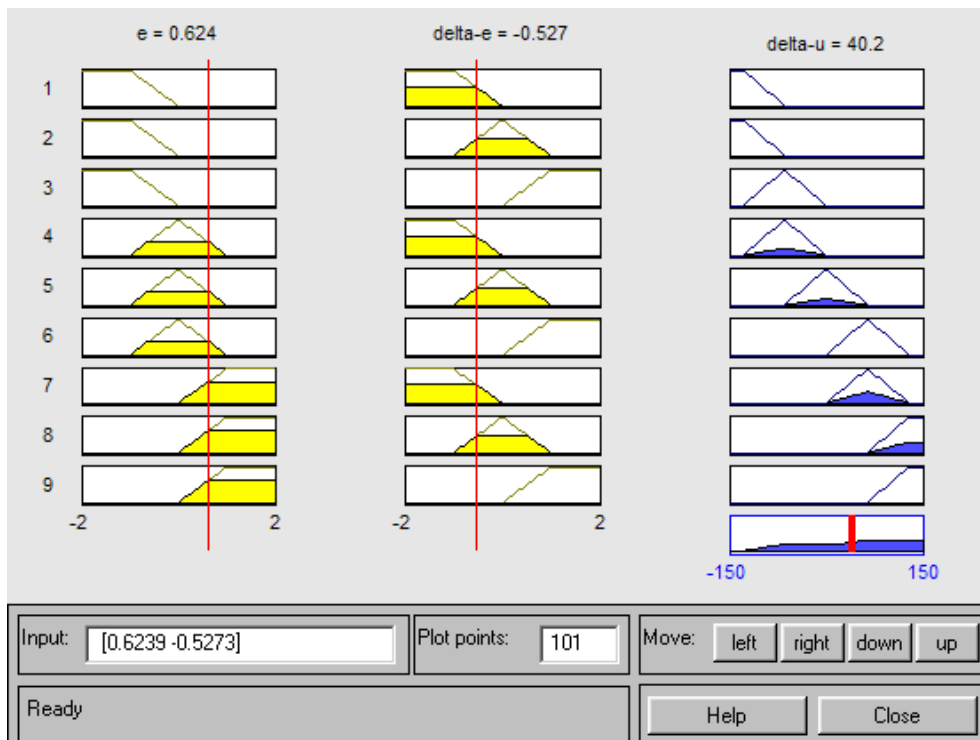 e = 0.624 delta-e = -0.527 delta-u = 40.2
1
2
3
4
5
6
7
8
9
-2 2 -2 2
-150 150
Input: [0.6239 -0.5273] Plot points: 101 Move: left right down up
Ready Help Close